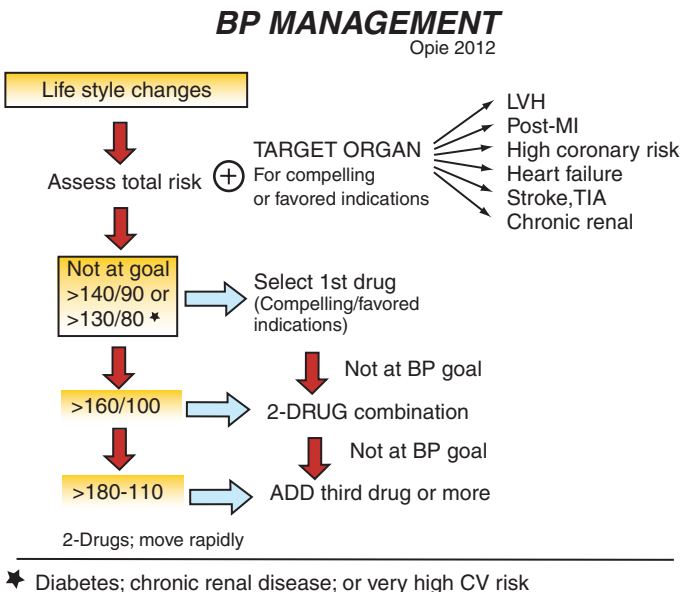 BP MANAGEMENT
Opie 2012
Life style changes
Assess total risk
+
TARGET ORGAN
For compelling
or favored indications
LVH
Post-MI
High coronary risk
Heart failure
Stroke,TIA
Chronic renal
Not at goal
>140/90 or
>130/80 ★
Select 1st drug
(Compelling/favored
indications)
Not at BP goal
>160/100
2-DRUG combination
Not at BP goal
>180-110
ADD third drug or more
2-Drugs; move rapidly
★ Diabetes; chronic renal disease; or very high CV risk